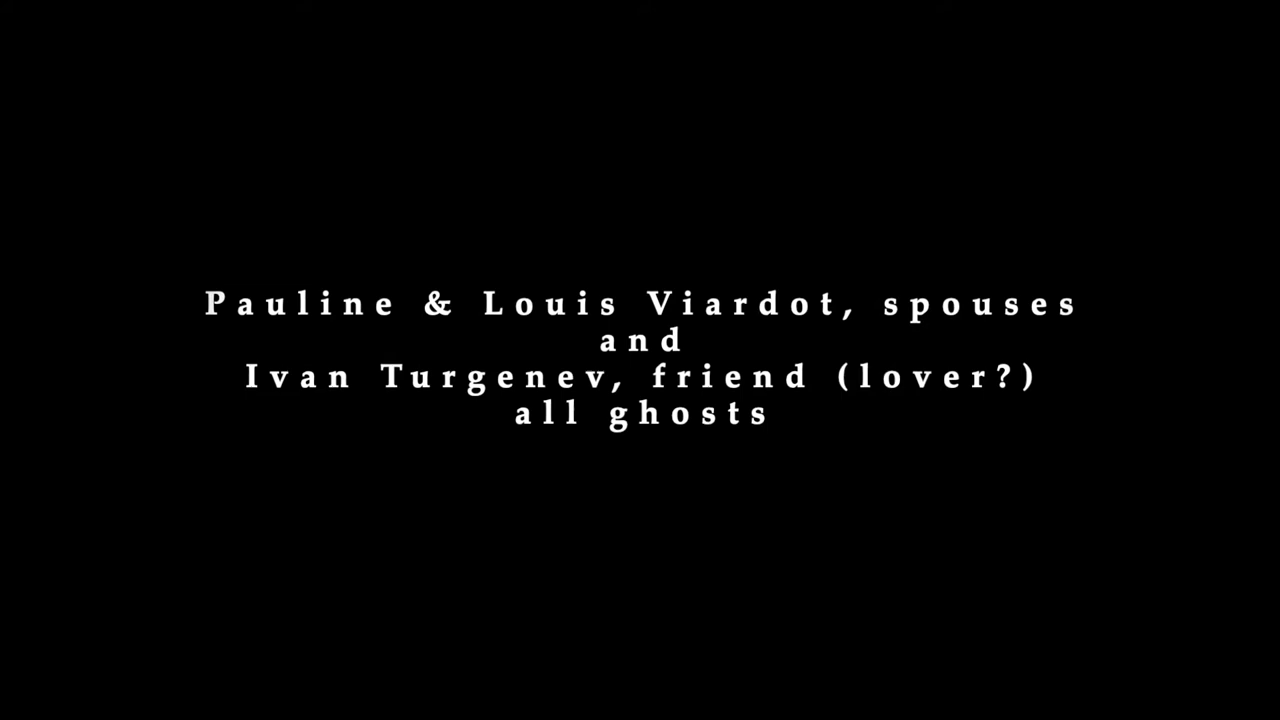 Pauline & Louis Viardot, spouses
and
Ivan Turgenev, friend (lover?)
all ghosts